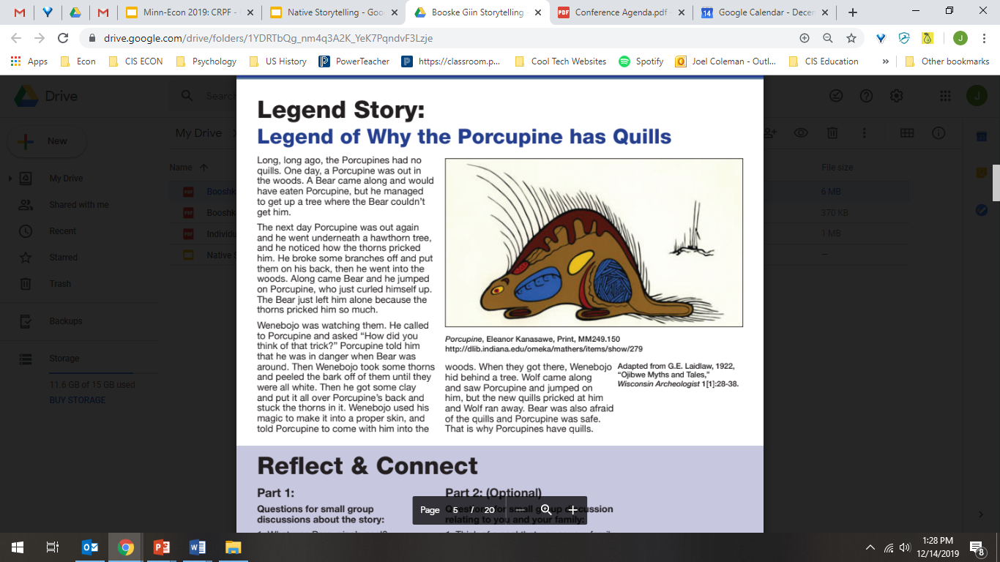 Minn-Econ 2019: CRPF -
Native Storytelling - Goo
Booske Giin Storytelling
Conference Agenda.pdf
Google Calendar - Decem
drive.google.com/drive/folders/1YDRTbQg_nm4q3A2K_YeK7PqndvF3Lzje
J
Apps
Econ
CIS ECON
Psychology
US History
PowerTeacher
https://classroom.p...
Cool Tech Websites
Spotify
Joel Coleman - Outl...
CIS Education
»
Other bookmarks
Drive
Search
J
New
My Drive
Name
File size
My Drive
Shared with me
Recent
Starred
Trash
Backups
Storage
11.6 GB of 15 GB used
BUY STORAGE
PDF Booshk
PDF Booshk
PDF Individu
Native S
6 MB
370 KB
1 MB
—
Legend Story:
Legend of Why the Porcupine has Quills
Long, long ago, the Porcupines had no
quills. One day, a Porcupine was out in
the woods. A Bear came along and would
have eaten Porcupine, but he managed
to get up a tree where the Bear couldn't
get him.
The next day Porcupine was out again
and he went underneath a hawthorn tree,
and he noticed how the thorns pricked
him. He broke some branches off and put
them on his back, then he went into the
woods. Along came Bear and he jumped
on Porcupine, who just curled himself up.
The Bear just left him alone because the
thorns pricked him so much.
Wenebojo was watching them. He called
to Porcupine and asked “How did you
think of that trick?” Porcupine told him
that he was in danger when Bear was
around. Then Wenebojo took some thorns
and peeled the bark off of them until they
were all white. Then he got some clay
and put it all over Porcupine's back and
stuck the thorns in it. Wenebojo used his
magic to make it into a proper skin, and
told Porcupine to come with him into the
Porcupine, Eleanor Kanasawe, Print, MM249.150
http://dlib.indiana.edu/omeka/mathers/items/show/279
woods. When they got there, Wenebojo
hid behind a tree. Wolf came along
and saw Porcupine and jumped on
him, but the new quills pricked at him
and Wolf ran away. Bear was also afraid
of the quills and Porcupine was safe.
That is why Porcupines have quills.
Adapted from G.E. Laidlaw, 1922,
“Ojibwe Myths and Tales,”
Wisconsin Archeologist 1[1]:28-38.
Reflect & Connect
Part 1:
Questions for small group
discussions about the story:
Part 2: (Optional)
Questions for small group discussion
relating to you and your family:
Page 5 / 20
1:28 PM
12/14/2019
8